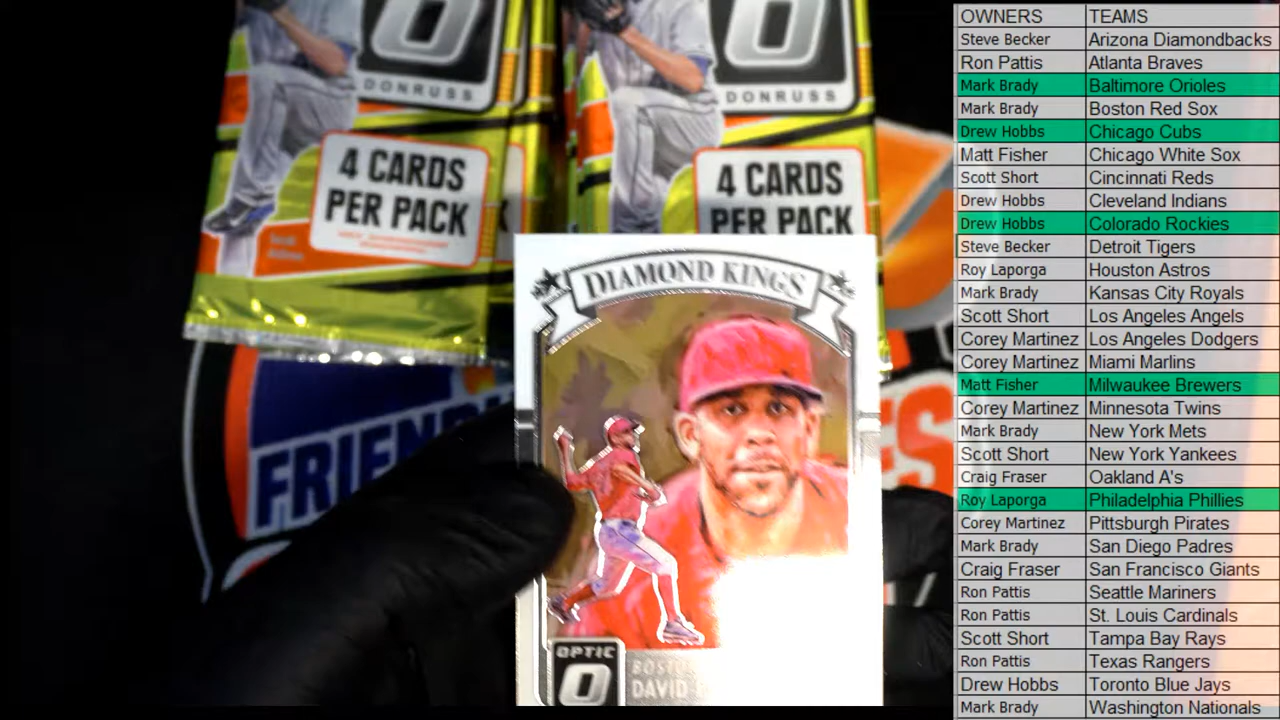 DONRUSS
DONRUSS
4 CARDS
PER PACK
4 CARDS
PER PACK
DIAMOND KINGS
FRIEND
ES
OPTIC
DAVID
OWNERS TEAMS
Steve Becker Arizona Diamondbacks
Ron Pattis Atlanta Braves
Mark Brady Baltimore Orioles
Mark Brady Boston Red Sox
Drew Hobbs Chicago Cubs
Matt Fisher Chicago White Sox
Scott Short Cincinnati Reds
Drew Hobbs Cleveland Indians
Drew Hobbs Colorado Rockies
Steve Becker Detroit Tigers
Roy Laporga Houston Astros
Mark Brady Kansas City Royals
Scott Short Los Angeles Angels
Corey Martinez Los Angeles Dodgers
Corey Martinez Miami Marlins
Matt Fisher Milwaukee Brewers
Corey Martinez Minnesota Twins
Mark Brady New York Mets
Scott Short New York Yankees
Craig Fraser Oakland A's
Roy Laporga Philadelphia Phillies
Corey Martinez Pittsburgh Pirates
Mark Brady San Diego Padres
Craig Fraser San Francisco Giants
Ron Pattis Seattle Mariners
Ron Pattis St. Louis Cardinals
Scott Short Tampa Bay Rays
Ron Pattis Texas Rangers
Drew Hobbs Toronto Blue Jays
Mark Brady Washington Nationals